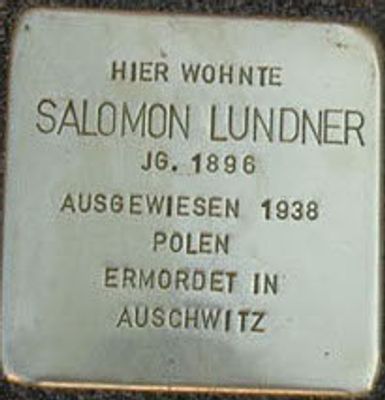 HIER WOHNTE
SALOMON LUNDNER
JG. 1896
AUSGEWIESEN 1938
POLEN
ERMORDET IN
AUSCHWITZ